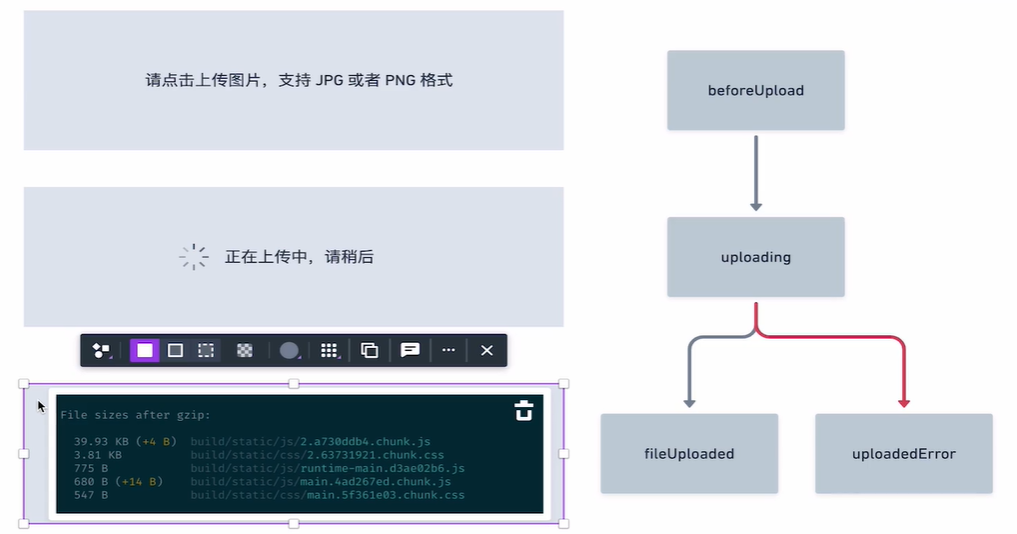 请点击上传图片，支持 JPG 或者 PNG 格式
beforeUpload
正在上传中，请稍后
uploading
File sizes after gzip:
39.93 KB (+4 B) build/static/js/2.a730ddb4.chunk.js
3.81 KB build/static/css/2.63731921.chunk.css
775 B build/static/js/runtime-main.d3ae02b6.js
680 B (+14 B) build/static/js/main.4ad267ed.chunk.js
547 B build/static/css/main.5f361e03.chunk.css
fileUploaded
uploadedError